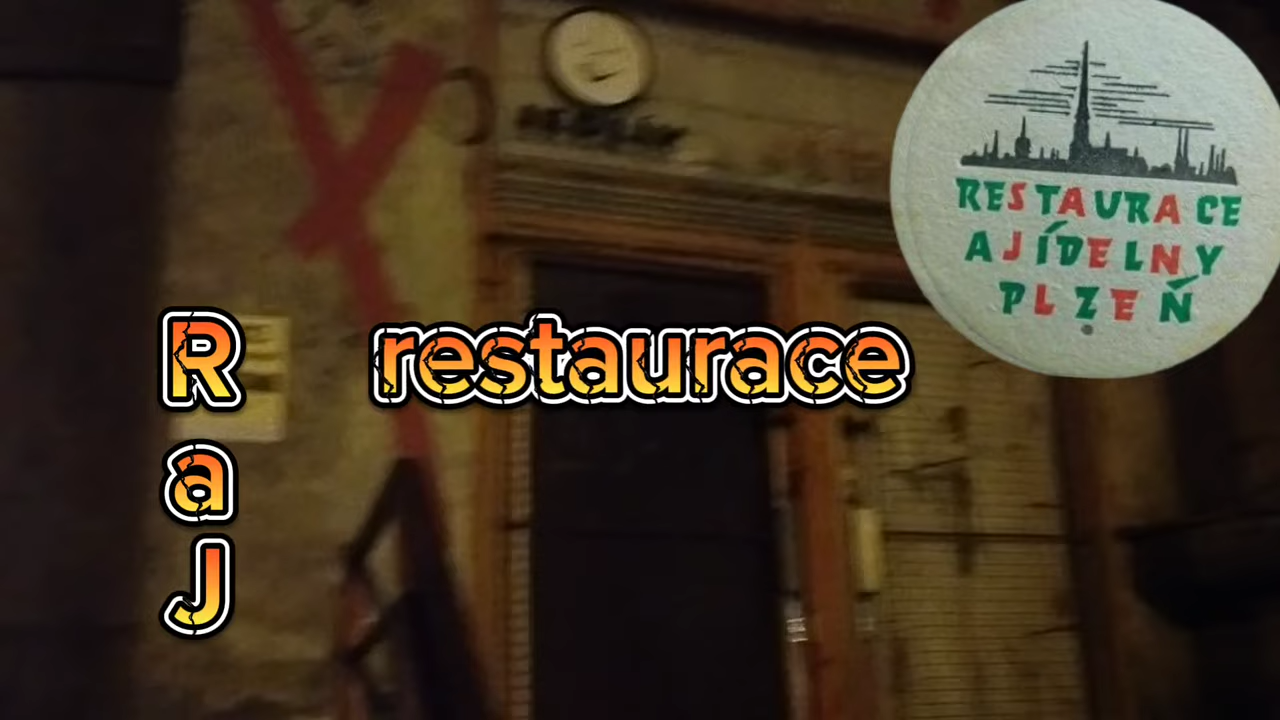 RESTAURACE
A JÍDELNY
PLZEŇ
R restaurace
a
J